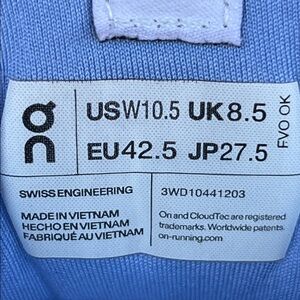 USW10.5 UK8.5
EU42.5 JP27.5
FVO OK
SWISS ENGINEERING
3WD10441203
MADE IN VIETNAM
HECHO EN VIETNAM
FABRIQUÉ AU VIETNAM
On and CloudTec are registered
trademarks. Worldwide patents.
on-running.com